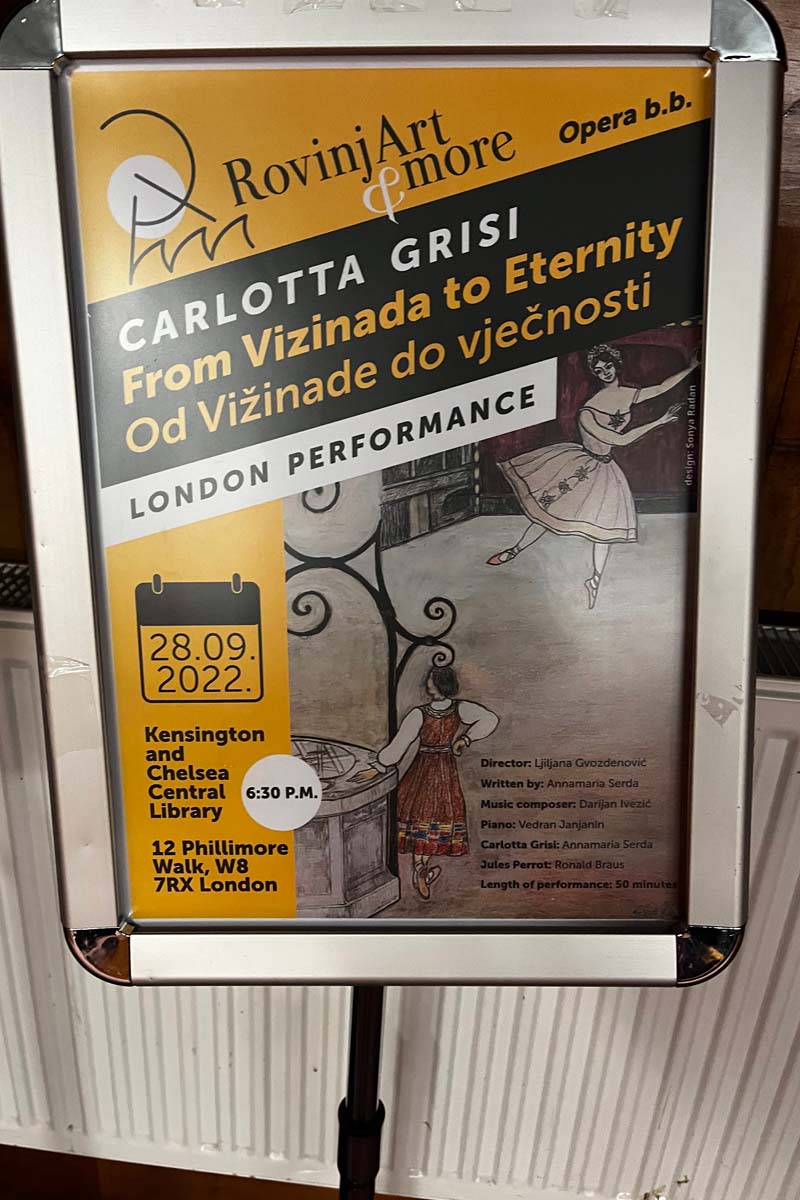 RovinjArt
& more
Opera b.b.
CARLOTTA GRISI
From Vizinada to Eternity
Od Vižinade do vječnosti
LONDON PERFORMANCE
design: Sonya Radan
28.09.
2022.
Kensington
and
Chelsea
Central
Library
6:30 P.M.
12 Phillimore
Walk, W8
7RX London
Director: Ljiljana Gvozdenović
Written by: Annamaria Serda
Music composer: Darijan Ivezić
Piano: Vedran Janjanin
Carlotta Grisi: Annamaria Serda
Jules Perrot: Ronald Braus
Length of performance: 50 minutes